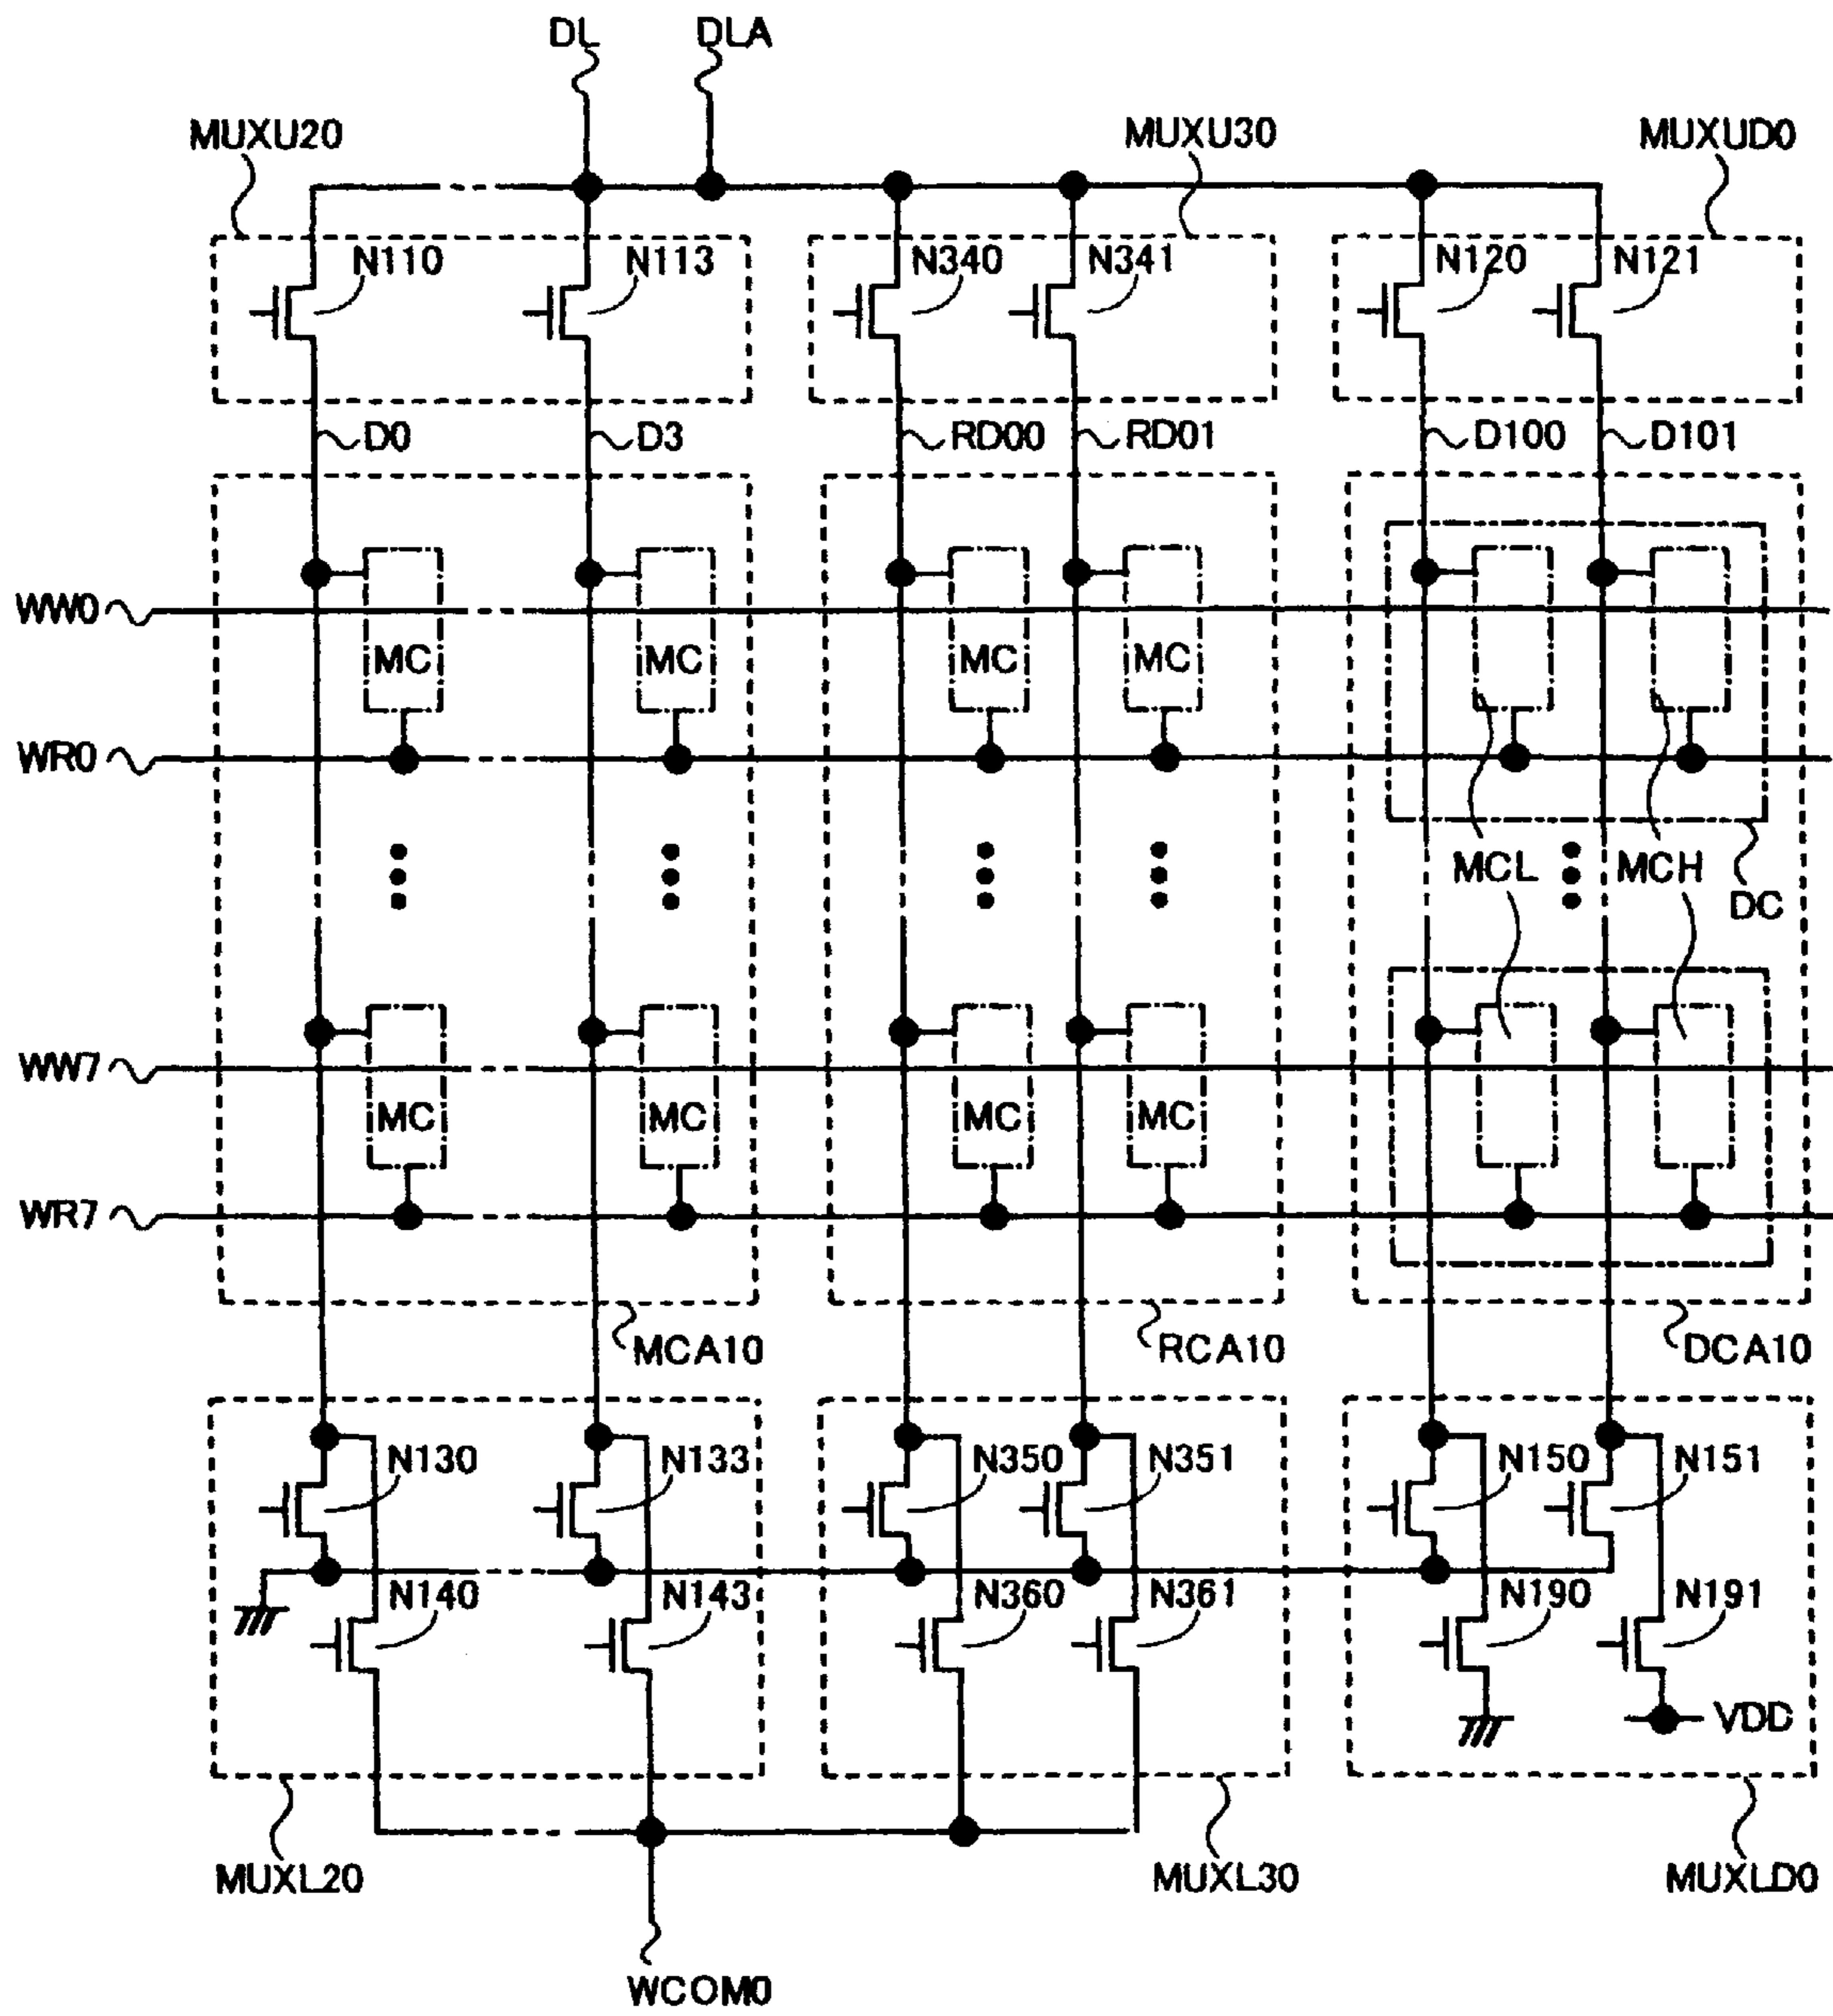 DL DLA
MUXU20 MUXU30 MUXUD0
N110 N113 N340 N341 N120 N121
D0 D3 RD00 RD01 D100 D101
WW0
MC MC MC MC
WR0
MCL MCH
DC
WW7
MC MC MC MC
WR7
MCA10 RCA10 DCA10
N130 N133 N350 N351 N150 N151
N140 N143 N360 N361 N190 N191
VDD
MUXL20 MUXL30 MUXLD0
WCOM0